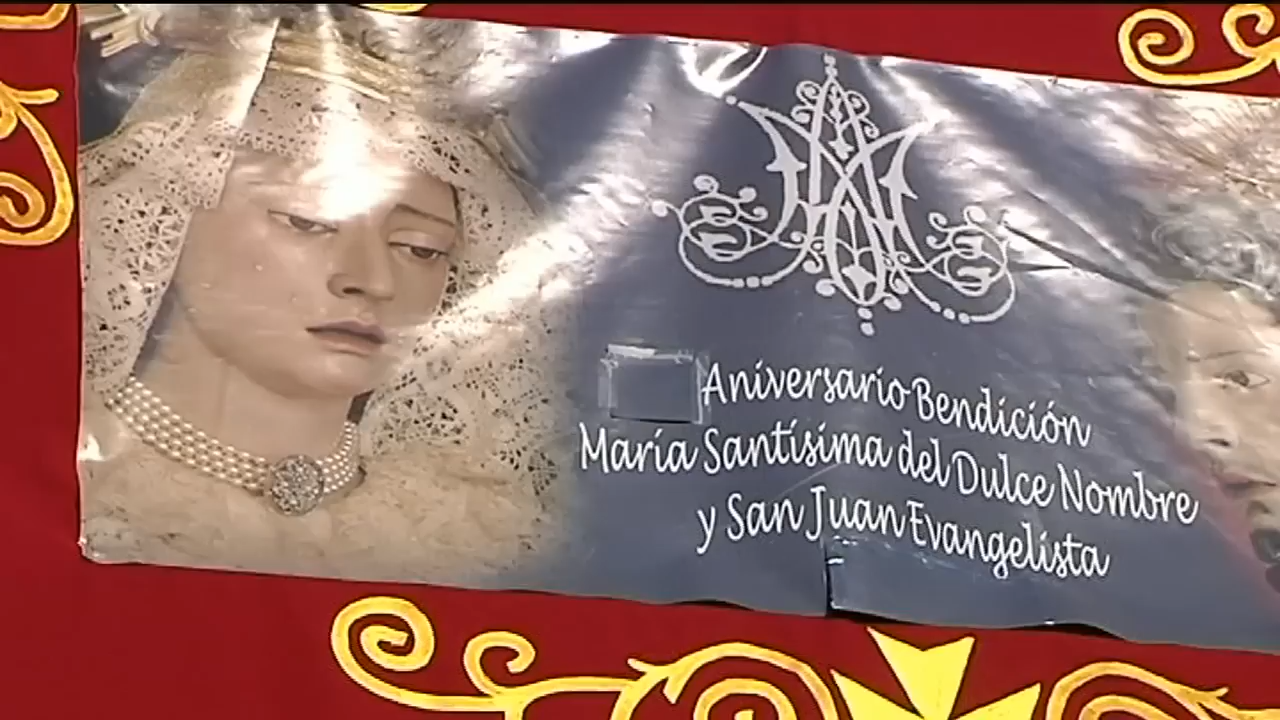 Aniversario Bendición
María Santísima del Dulce Nombre
y San Juan Evangelista